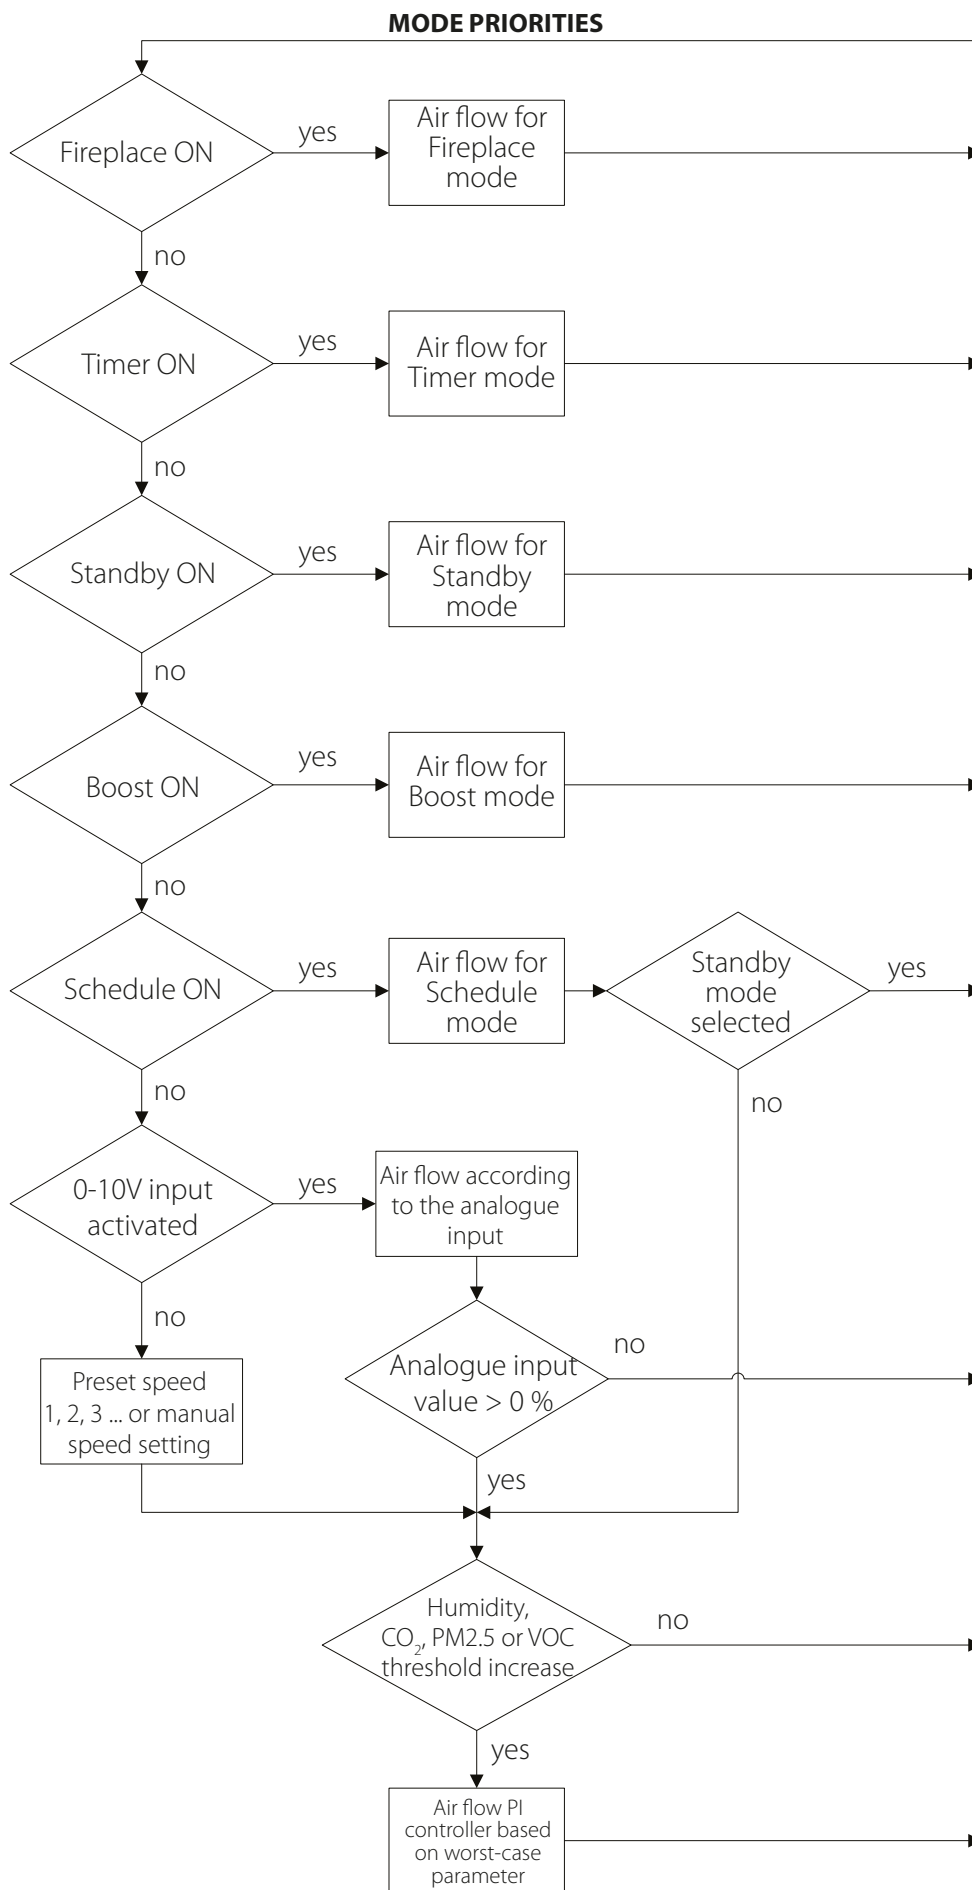 MODE PRIORITIES
Fireplace ON
yes
Air flow for
Fireplace
mode
no
Timer ON
yes
Air flow for
Timer mode
no
Standby ON
yes
Air flow for
Standby
mode
no
Boost ON
yes
Air flow for
Boost mode
no
Schedule ON
yes
Air flow for
Schedule
mode
Standby
mode
selected
yes
no
no
0-10V input
activated
yes
Air flow according
to the analogue
input
no
Analogue input
value > 0 %
no
Preset speed
1, 2, 3 ... or manual
speed setting
yes
Humidity,
CO₂, PM2.5 or VOC
threshold increase
no
yes
Air flow PI
controller based
on worst-case
parameter